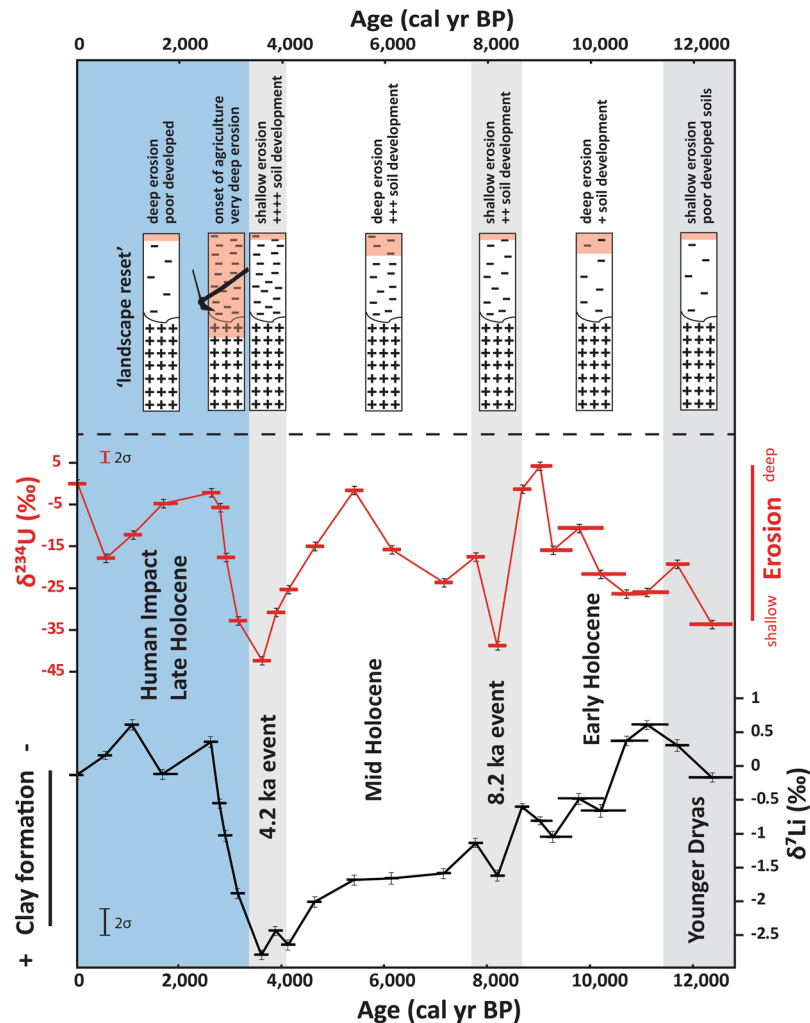 Age (cal yr BP)
0 2,000 4,000 6,000 8,000 10,000 12,000
deep erosion
poor developed
onset of agriculture
very deep erosion
shallow erosion
++++ soil development
deep erosion
+++ soil development
shallow erosion
++ soil development
deep erosion
+ soil development
shallow erosion
poor developed soils
'landscape reset'
2σ
5
-5
-15
-25
-35
-45
δ²³⁴U (‰)
deep
Erosion
shallow
Human Impact
Late Holocene
4.2 ka event
Mid Holocene
8.2 ka event
Early Holocene
Younger Dryas
+ Clay formation -
2σ
1
0.5
0
-0.5
-1
-1.5
-2
-2.5
δ⁷Li (‰)
0 2,000 4,000 6,000 8,000 10,000 12,000
Age (cal yr BP)